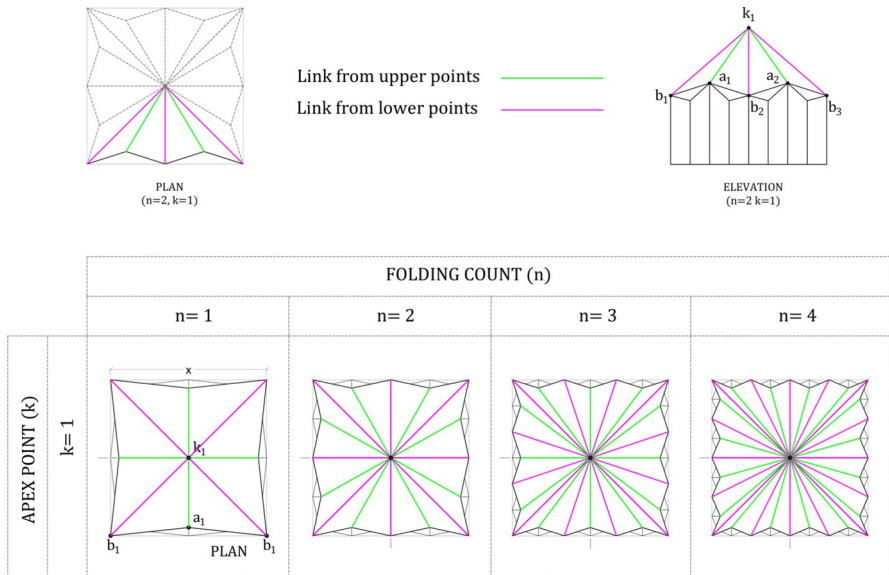 k1
Link from upper points
a1
a2
Link from lower points
b1
b2
b3
PLAN
(n=2, k=1)
ELEVATION
(n=2 k=1)
FOLDING COUNT (n)
n= 1
n= 2
n= 3
n= 4
APEX POINT (k)
k= 1
x
k1
a1
b1
PLAN
b1